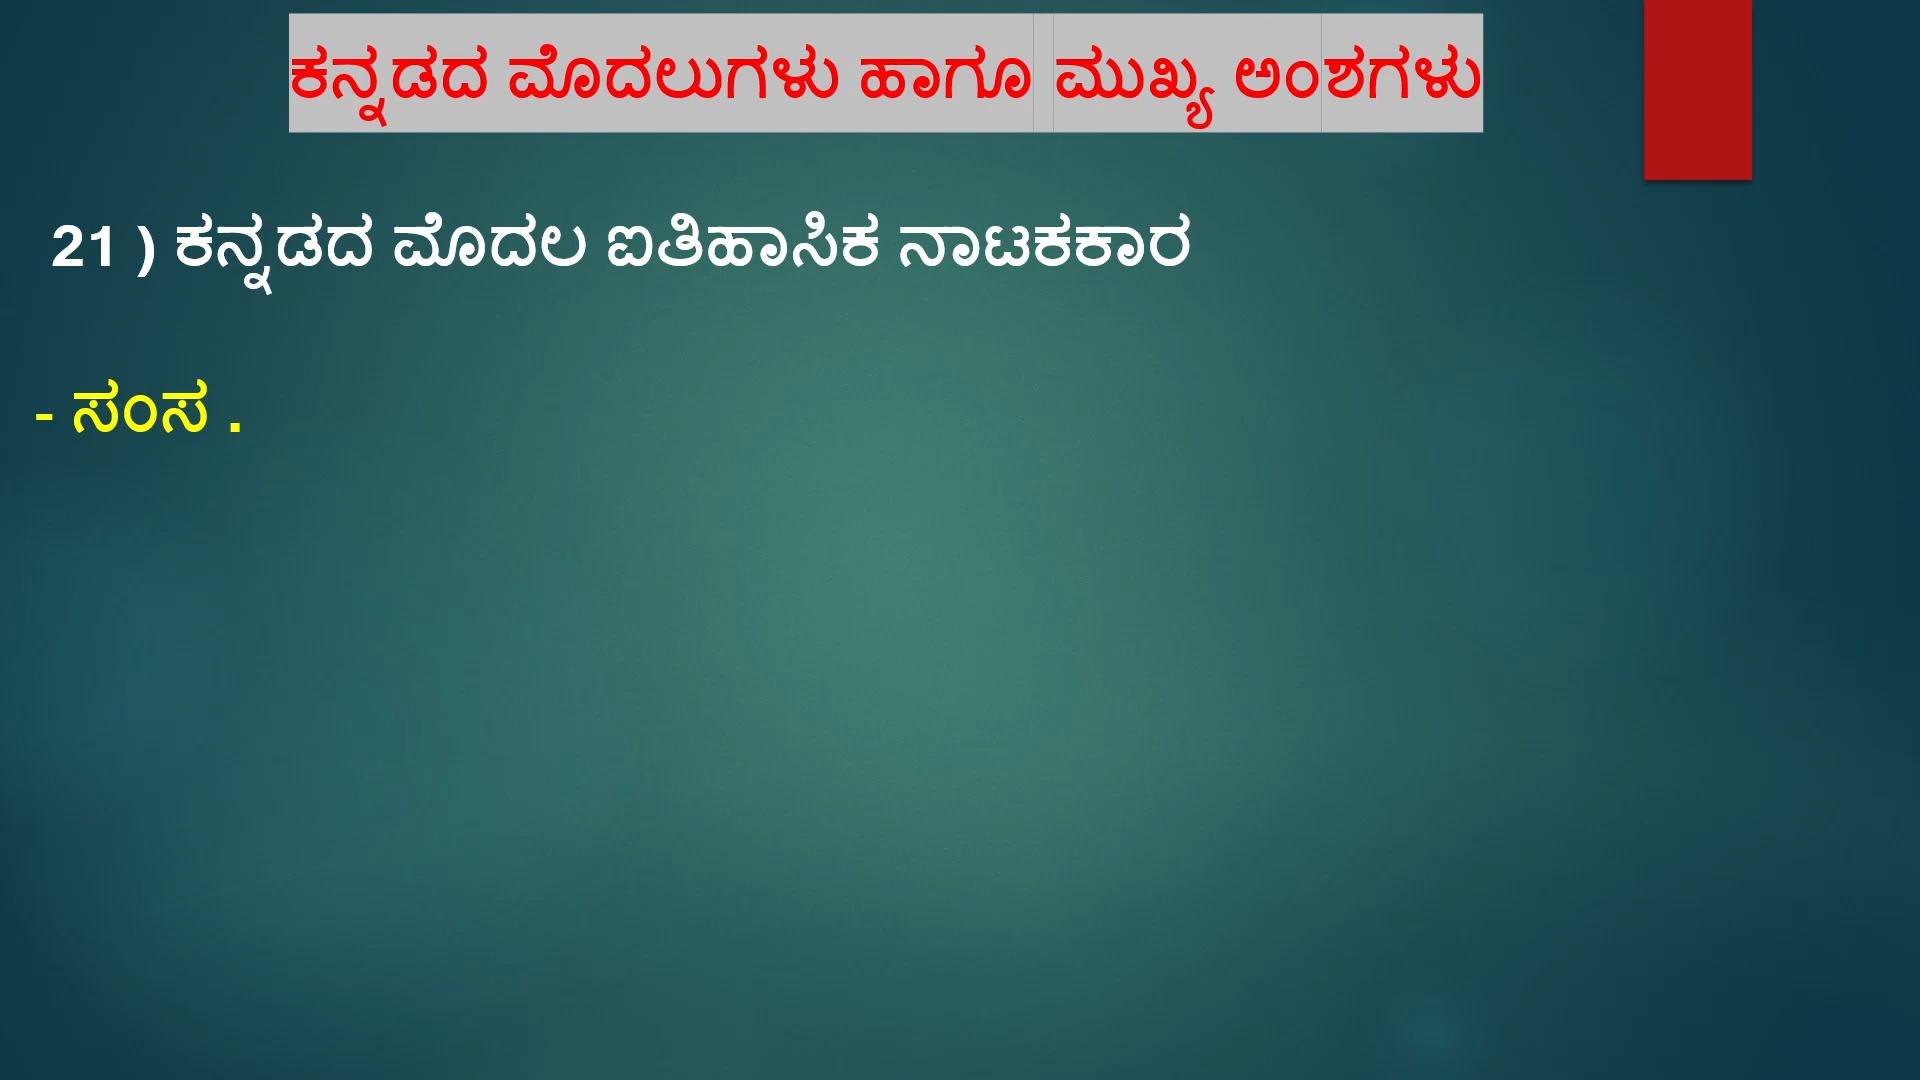 ಕನ್ನಡದ ಮೊದಲುಗಳು ಹಾಗೂ ಮುಖ್ಯ ಅಂಶಗಳು
21 ) ಕನ್ನಡದ ಮೊದಲ ಐತಿಹಾಸಿಕ ನಾಟಕಕಾರ
- ಸಂಸ .